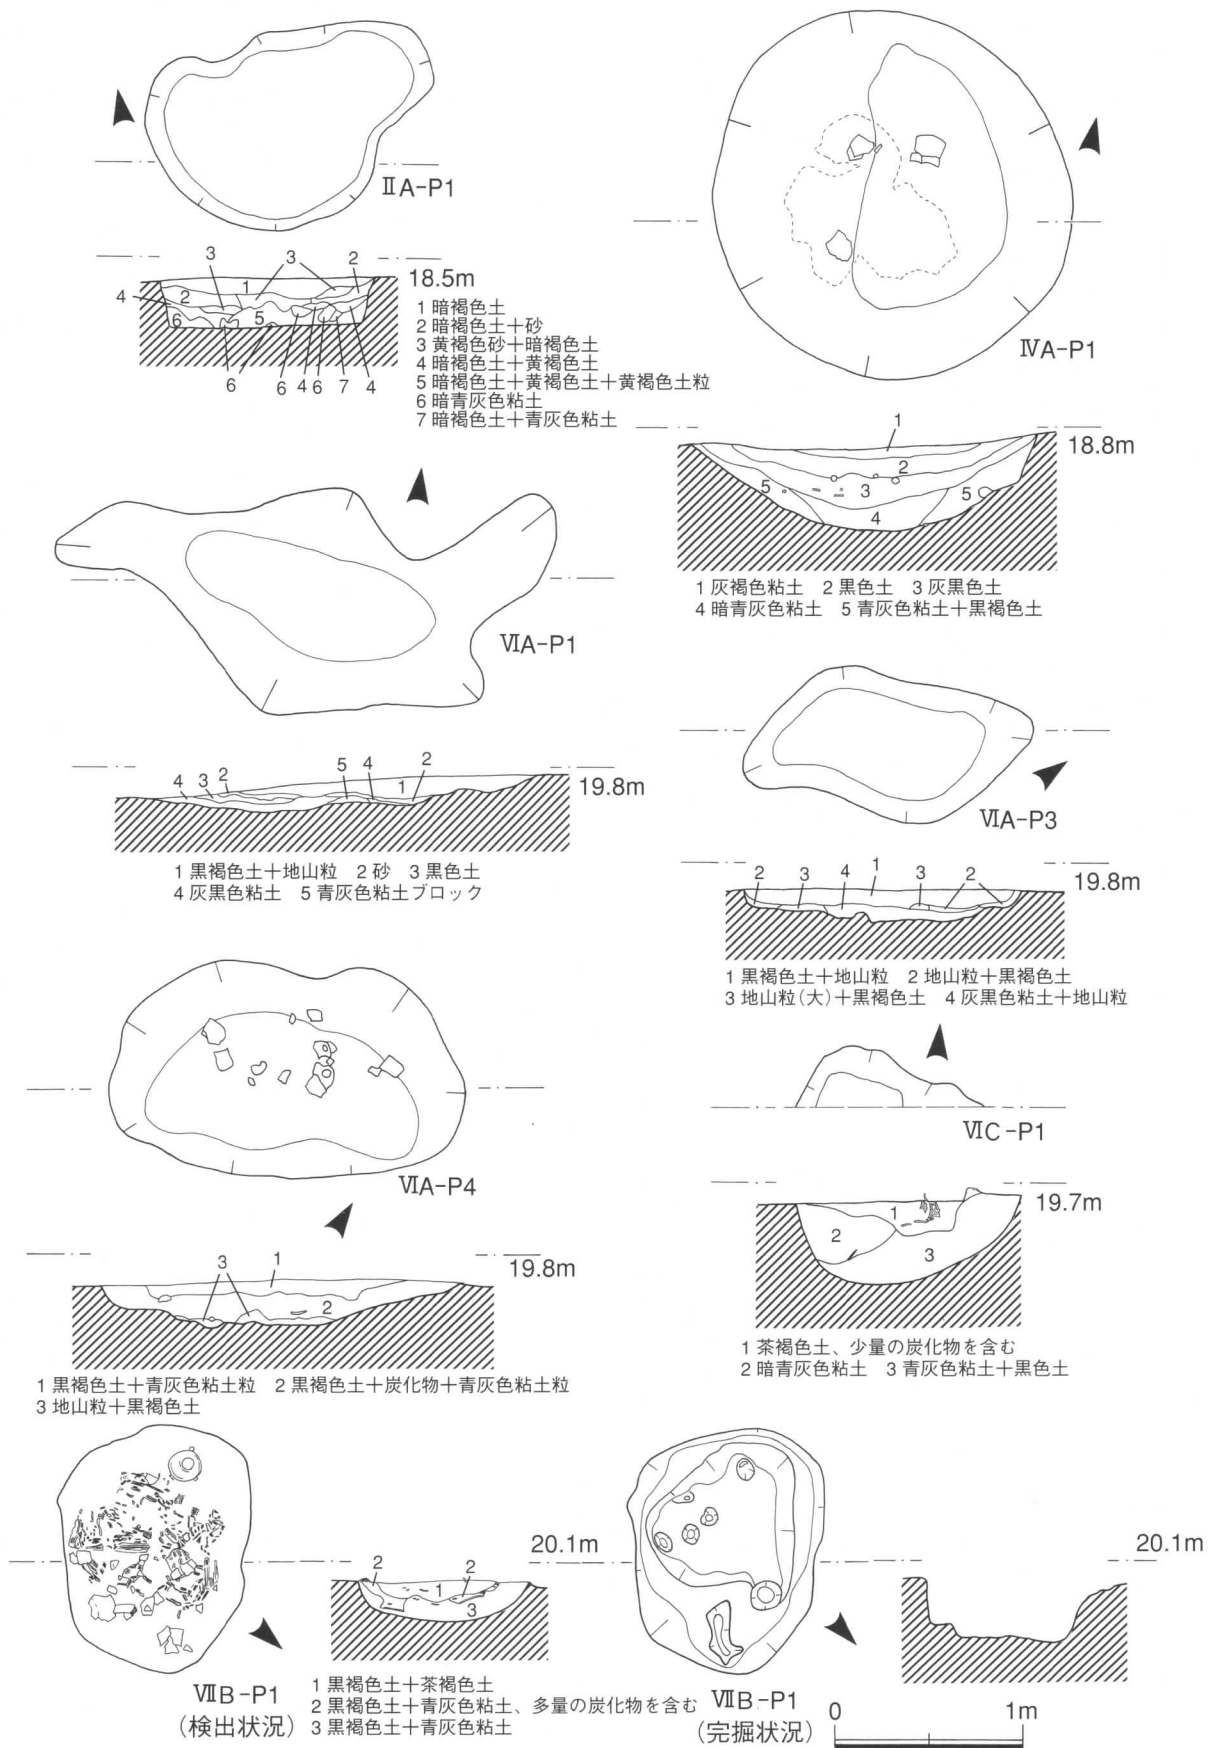 ⅡA-P1
3 3 2
4 2 1
6 5
6 6 4 6 7 4
18.5m
1 暗褐色土
2 暗褐色土＋砂
3 黄褐色砂＋暗褐色土
4 暗褐色土＋黄褐色土
5 暗褐色土＋黄褐色土＋黄褐色土粒
6 暗青灰色粘土
7 暗褐色土＋青灰色粘土
ⅣA-P1
1
18.8m
2
5 3 5
4
1 灰褐色粘土 2 黒色土 3 灰黒色土
4 暗青灰色粘土 5 青灰色粘土＋黒褐色土
ⅥA-P1
4 3 2 5 4 1 2
19.8m
1 黒褐色土＋地山粒 2 砂 3 黒色土
4 灰黒色粘土 5 青灰色粘土ブロック
ⅥA-P3
2 3 4 1 3 2
19.8m
1 黒褐色土＋地山粒 2 地山粒＋黒褐色土
3 地山粒（大）＋黒褐色土 4 灰黒色粘土＋地山粒
ⅥA-P4
3 1
19.8m
2
1 黒褐色土＋青灰色粘土粒 2 黒褐色土＋炭化物＋青灰色粘土粒
3 地山粒＋黒褐色土
ⅥC-P1
19.7m
1
2 3
1 茶褐色土、少量の炭化物を含む
2 暗青灰色粘土 3 青灰色粘土＋黒色土
20.1m
2 1 2
3
ⅦB-P1
（検出状況）
1 黒褐色土＋茶褐色土
2 黒褐色土＋青灰色粘土、多量の炭化物を含む
3 黒褐色土＋青灰色粘土
20.1m
ⅦB-P1
（完掘状況）
0 1m